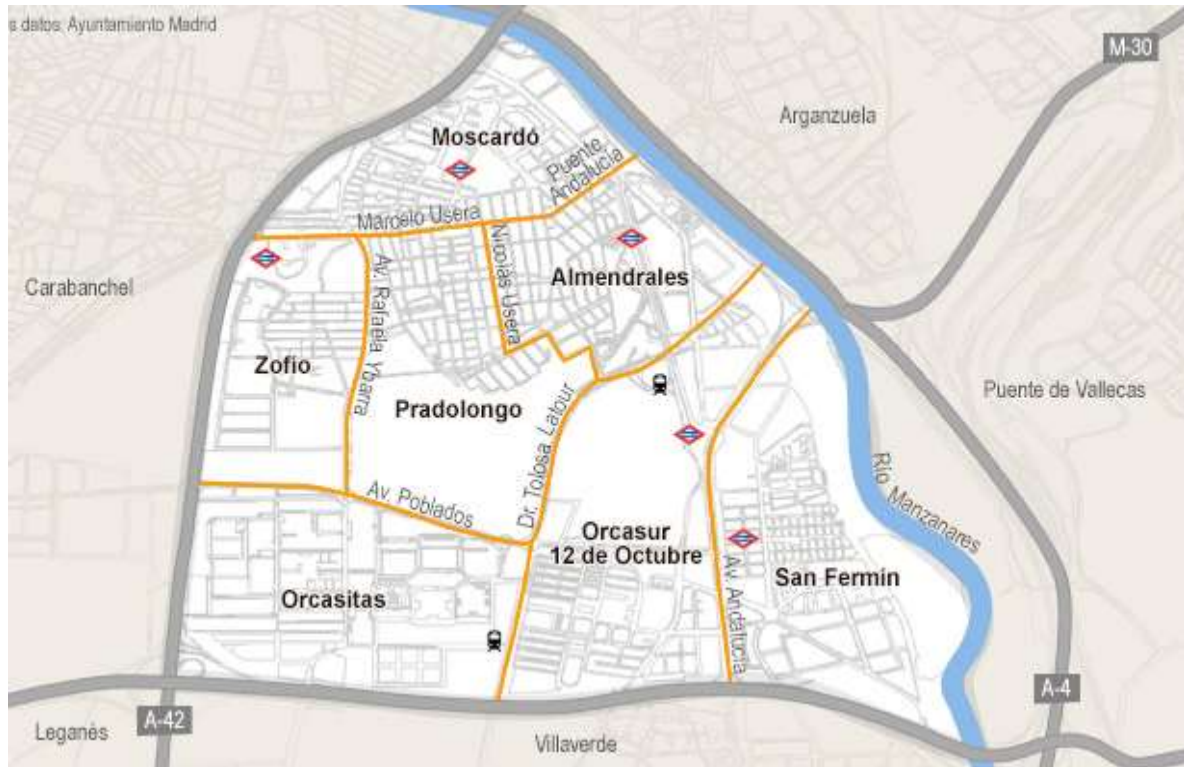 s datos: Ayuntamiento Madrid
M-30
Arganzuela
Moscardó
Puente
Andalucía
Marcelo Usera
Nicolás Usera
Av. Rafaela Ybarra
Almendrales
Carabanchel
Zofío
Pradolongo
Puente de Vallecas
Dr. Tolosa Latour
Río Manzanares
Av. Poblados
Orcasur
12 de Octubre
San Fermín
Av. Andalucía
Orcasitas
A-4
A-42
Leganés
Villaverde